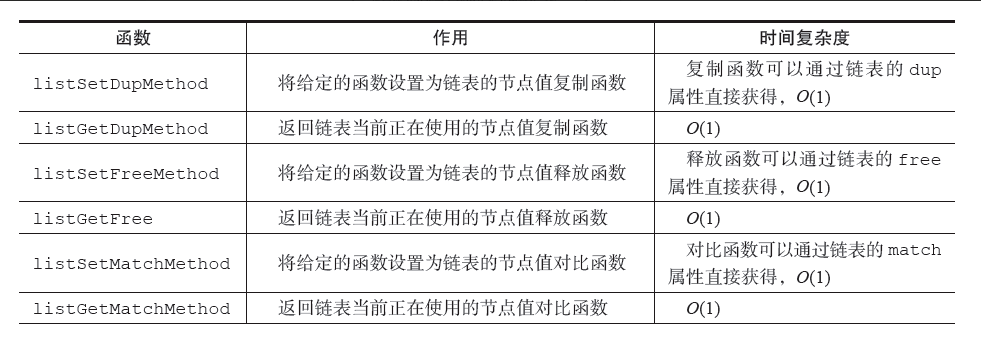 函数 作用 时间复杂度
listSetDupMethod 将给定的函数设置为链表的节点值复制函数 复制函数可以通过链表的 dup
属性直接获得，O(1)
listGetDupMethod 返回链表当前正在使用的节点值复制函数 O(1)
listSetFreeMethod 将给定的函数设置为链表的节点值释放函数 释放函数可以通过链表的 free
属性直接获得，O(1)
listGetFree 返回链表当前正在使用的节点值释放函数 O(1)
listSetMatchMethod 将给定的函数设置为链表的节点值对比函数 对比函数可以通过链表的 match
属性直接获得，O(1)
listGetMatchMethod 返回链表当前正在使用的节点值对比函数 O(1)